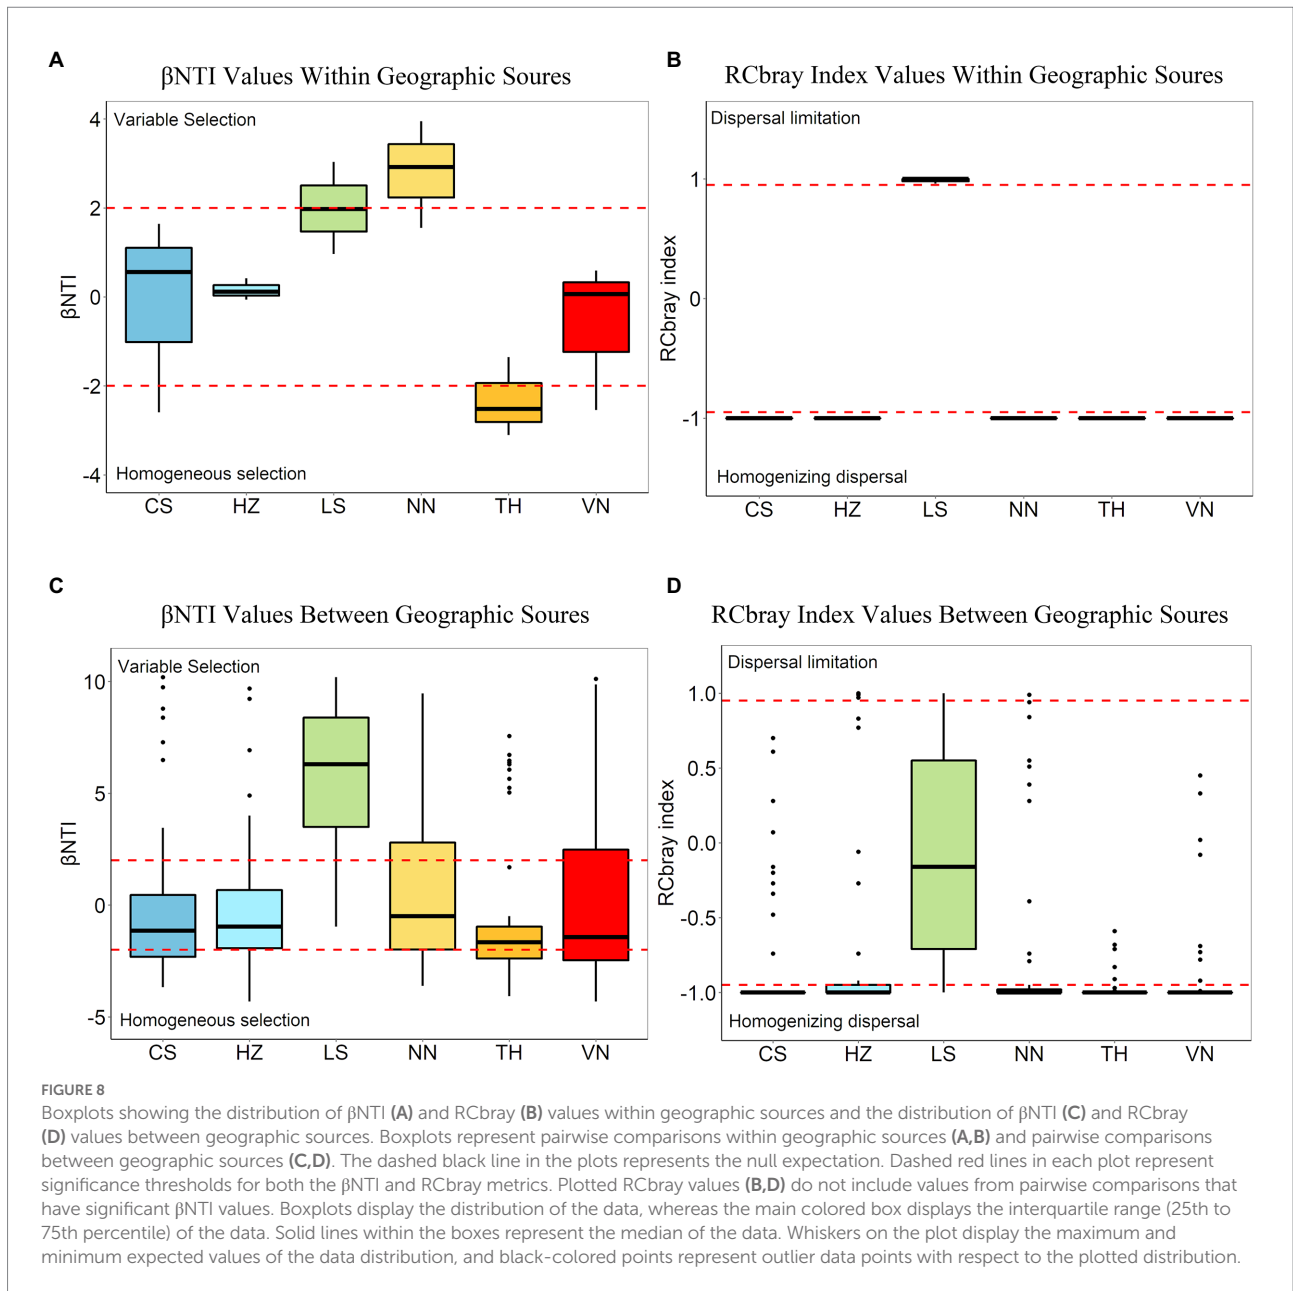 A
βNTI Values Within Geographic Soures
Variable Selection
4
2
0
-2
-4
βNTI
Homogeneous selection
CS HZ LS NN TH VN
B
RCbray Index Values Within Geographic Soures
Dispersal limitation
1
0
-1
RCbray index
Homogenizing dispersal
CS HZ LS NN TH VN
C
βNTI Values Between Geographic Soures
Variable Selection
10
5
0
-5
βNTI
Homogeneous selection
CS HZ LS NN TH VN
D
RCbray Index Values Between Geographic Soures
Dispersal limitation
1.0
0.5
0.0
-0.5
-1.0
RCbray index
Homogenizing dispersal
CS HZ LS NN TH VN
FIGURE 8
Boxplots showing the distribution of βNTI (A) and RCbray (B) values within geographic sources and the distribution of βNTI (C) and RCbray
(D) values between geographic sources. Boxplots represent pairwise comparisons within geographic sources (A,B) and pairwise comparisons
between geographic sources (C,D). The dashed black line in the plots represents the null expectation. Dashed red lines in each plot represent
significance thresholds for both the βNTI and RCbray metrics. Plotted RCbray values (B,D) do not include values from pairwise comparisons that
have significant βNTI values. Boxplots display the distribution of the data, whereas the main colored box displays the interquartile range (25th to
75th percentile) of the data. Solid lines within the boxes represent the median of the data. Whiskers on the plot display the maximum and
minimum expected values of the data distribution, and black-colored points represent outlier data points with respect to the plotted distribution.